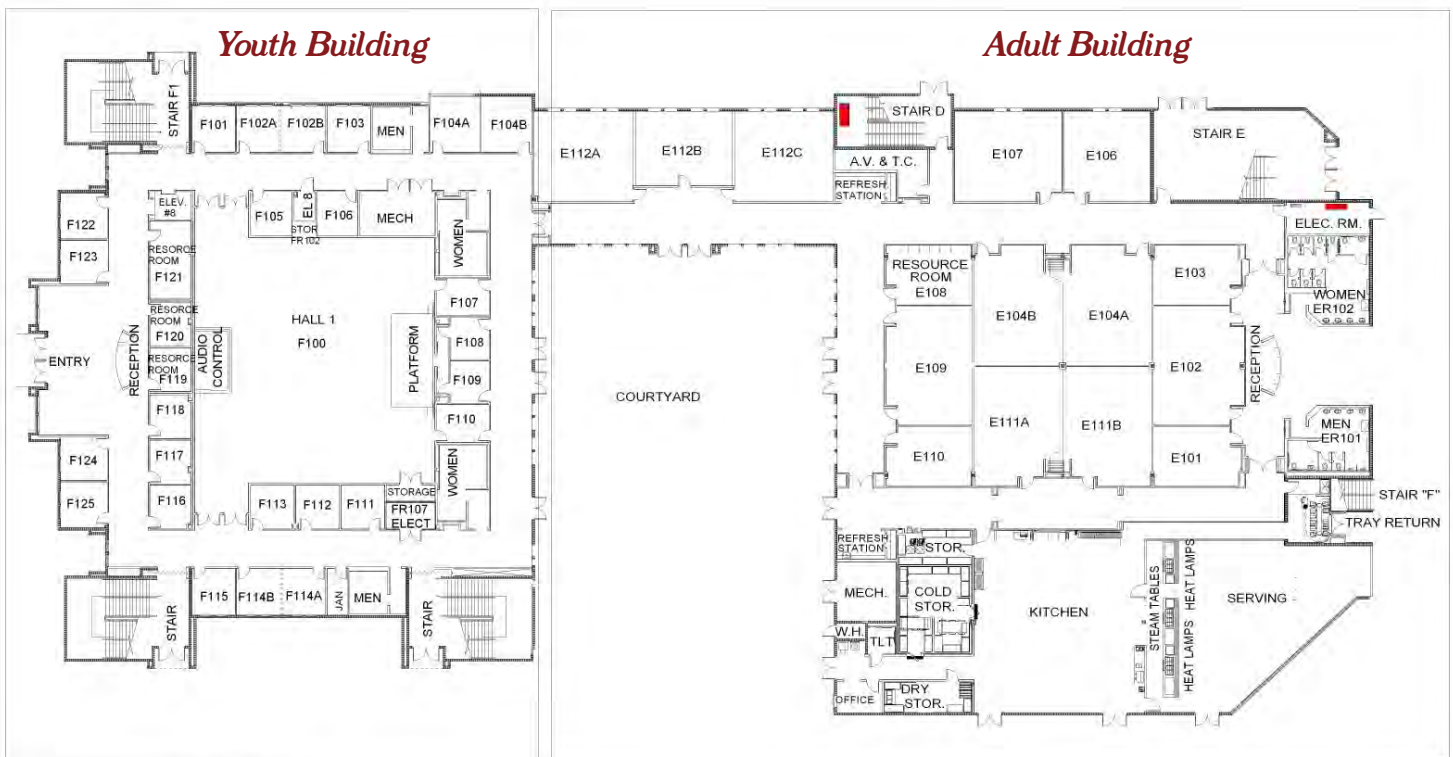 Youth Building
Adult Building
STAIR F1
F101
F102A
F102B
F103
MEN
F104A
F104B
E112A
E112B
E112C
STAIR D
A.V. & T.C.
REFRESH
STATION
E107
E106
STAIR E
ELEV.
#8
F105
EL 8
STOR
FR102
F106
MECH
WOMEN
F122
F123
RESORCE
ROOM
F121
RESORCE
ROOM
F120
RESORCE
ROOM
F119
AUDIO
CONTROL
HALL 1
F100
PLATFORM
F107
F108
F109
F110
ENTRY
RECEPTION
F118
F117
F116
F124
F125
WOMEN
STORAGE
FR107
ELECT
F113
F112
F111
M
STAIR
F115
F114B
F114A
JAN
MEN
STAIR
COURTYARD
RESOURCE
ROOM
E108
E104B
E104A
E103
ELEC. RM.
WOMEN
ER102
E109
E102
RECEPTION
E111A
E111B
E110
E101
MEN
ER101
STAIR "F"
TRAY RETURN
REFRESH
STATION
STOR.
MECH.
COLD
STOR.
W.H.
TLT
OFFICE
DRY
STOR.
KITCHEN
STEAM TABLES
HEAT LAMPS HEAT LAMPS
SERVING